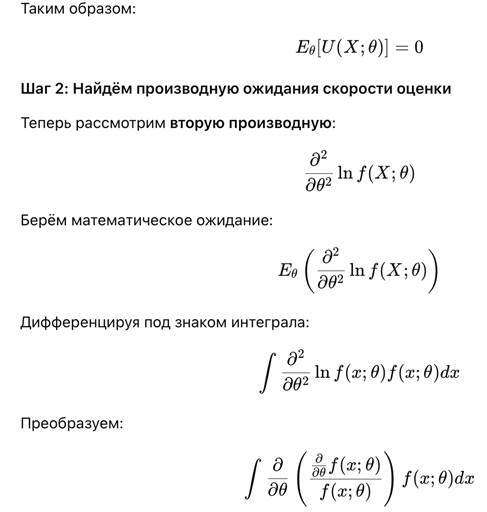 Таким образом:
E_θ[U(X; θ)] = 0
Шаг 2: Найдём производную ожидания скорости оценки
Теперь рассмотрим вторую производную:
∂²/∂θ² ln f(X; θ)
Берём математическое ожидание:
E_θ (∂²/∂θ² ln f(X; θ))
Дифференцируя под знаком интеграла:
∫ ∂²/∂θ² ln f(x; θ)f(x; θ)dx
Преобразуем:
∫ ∂/∂θ (∂/∂θ f(x; θ) / f(x; θ)) f(x; θ)dx